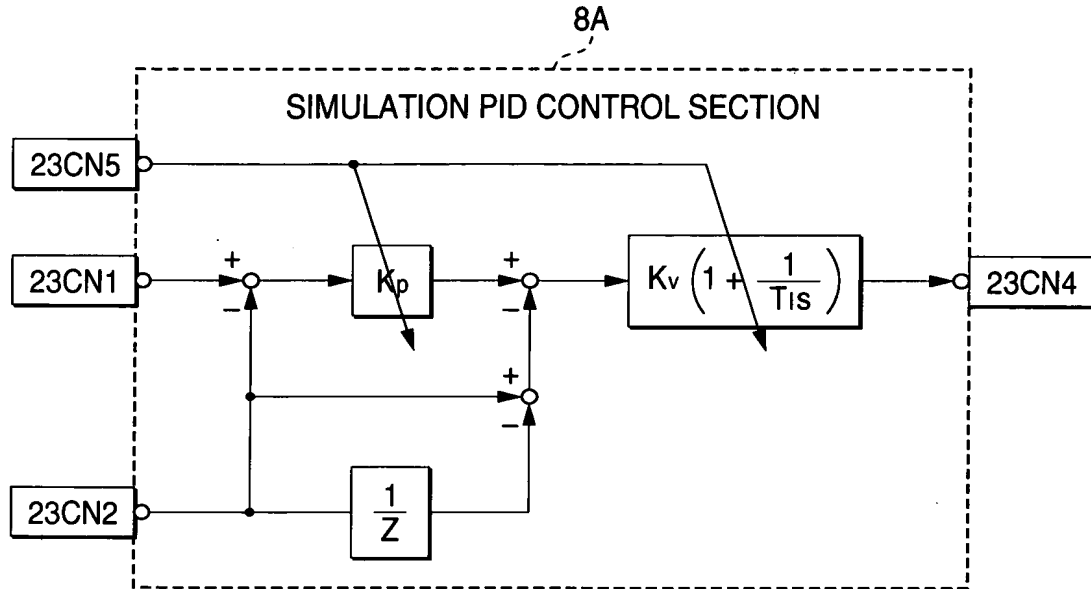 8A
SIMULATION PID CONTROL SECTION
23CN5
23CN1
+
−
Kp
+
−
Kv ( 1 + 1 / TIs )
23CN4
+
−
23CN2
1 / Z